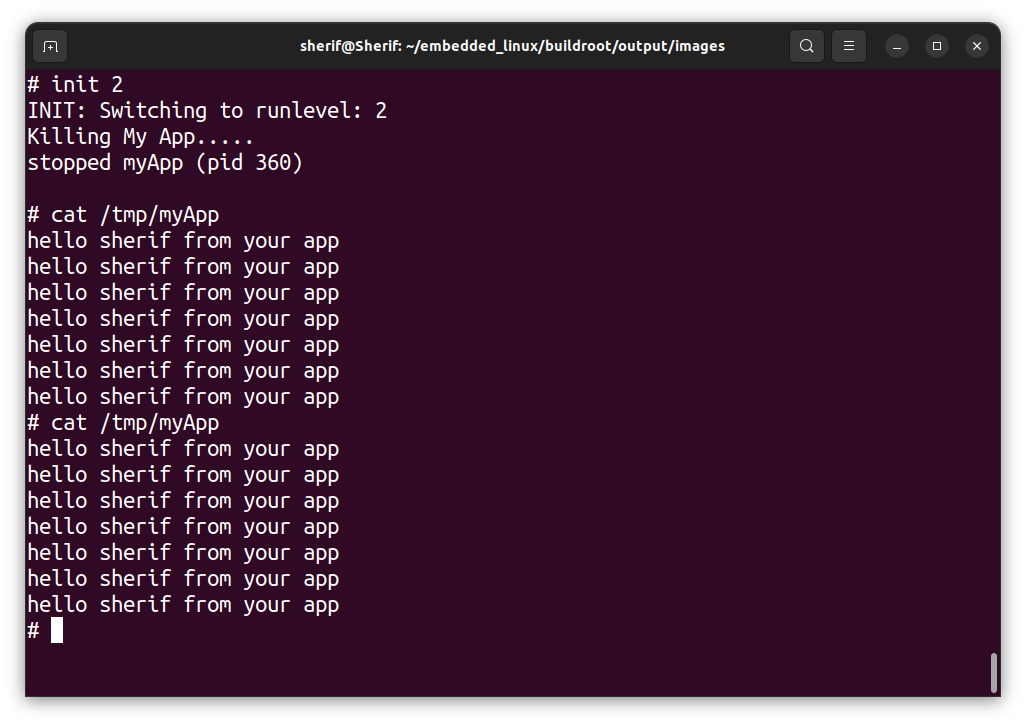 sherif@Sherif: ~/embedded_linux/buildroot/output/images
# init 2
INIT: Switching to runlevel: 2
Killing My App.....
stopped myApp (pid 360)
# cat /tmp/myApp
hello sherif from your app
hello sherif from your app
hello sherif from your app
hello sherif from your app
hello sherif from your app
hello sherif from your app
hello sherif from your app
# cat /tmp/myApp
hello sherif from your app
hello sherif from your app
hello sherif from your app
hello sherif from your app
hello sherif from your app
hello sherif from your app
hello sherif from your app
#